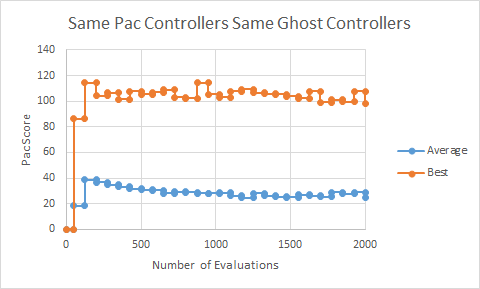 Same Pac Controllers Same Ghost Controllers
140
120
100
80
60
40
20
0
PacScore
0 500 1000 1500 2000
Number of Evaluations
Average
Best